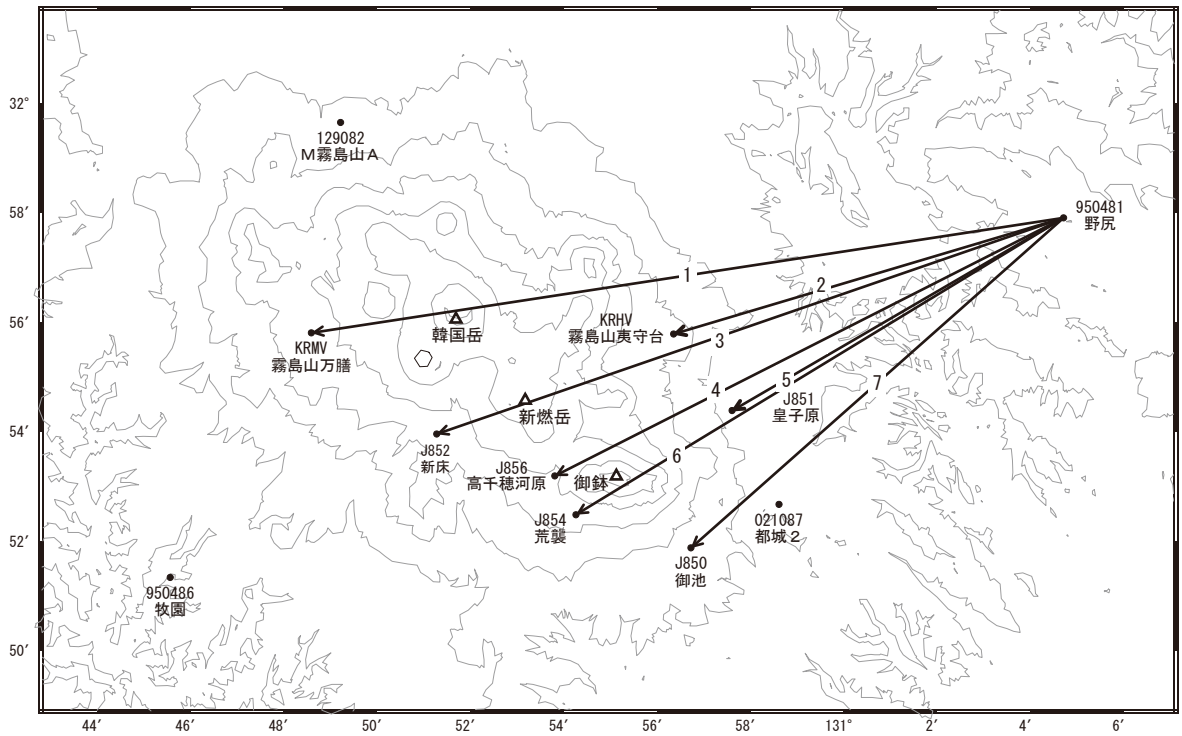 32′
129082
M霧島山A
58′
950481
野尻
1
2
56′
KRHV
霧島山夷守台
韓国岳
3
KRMV
霧島山万膳
4
5
7
J851
皇子原
新燃岳
54′
J852
新床
6
J856
高千穂河原
御鉢
J854
荒襲
021087
都城2
52′
J850
御池
950486
牧園
50′
44′ 46′ 48′ 50′ 52′ 54′ 56′ 58′ 131° 2′ 4′ 6′